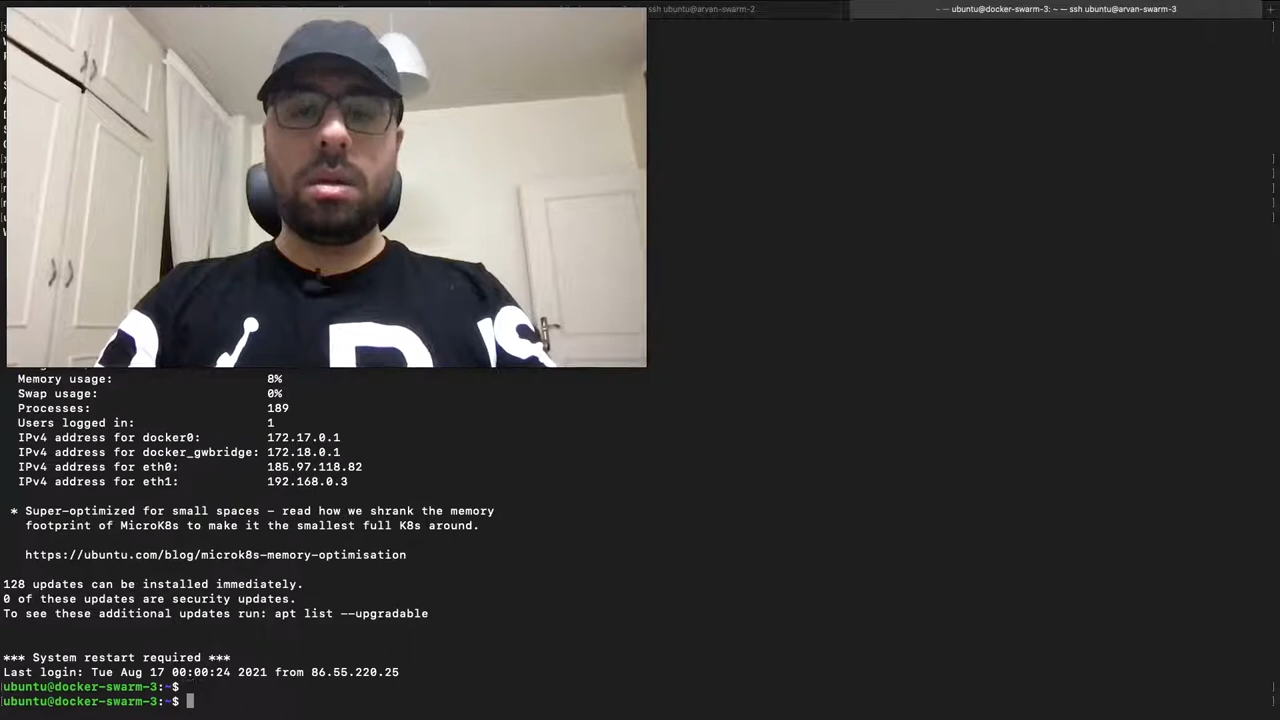 ssh ubuntu@arvan-swarm-2
~ — ubuntu@docker-swarm-3: ~ — ssh ubuntu@arvan-swarm-3
Memory usage: 8%
Swap usage: 0%
Processes: 189
Users logged in: 1
IPv4 address for docker0: 172.17.0.1
IPv4 address for docker_gwbridge: 172.18.0.1
IPv4 address for eth0: 185.97.118.82
IPv4 address for eth1: 192.168.0.3
* Super-optimized for small spaces - read how we shrank the memory
footprint of MicroK8s to make it the smallest full K8s around.
https://ubuntu.com/blog/microk8s-memory-optimisation
128 updates can be installed immediately.
0 of these updates are security updates.
To see these additional updates run: apt list --upgradable
*** System restart required ***
Last login: Tue Aug 17 00:00:24 2021 from 86.55.220.25
ubuntu@docker-swarm-3:~$
ubuntu@docker-swarm-3:~$